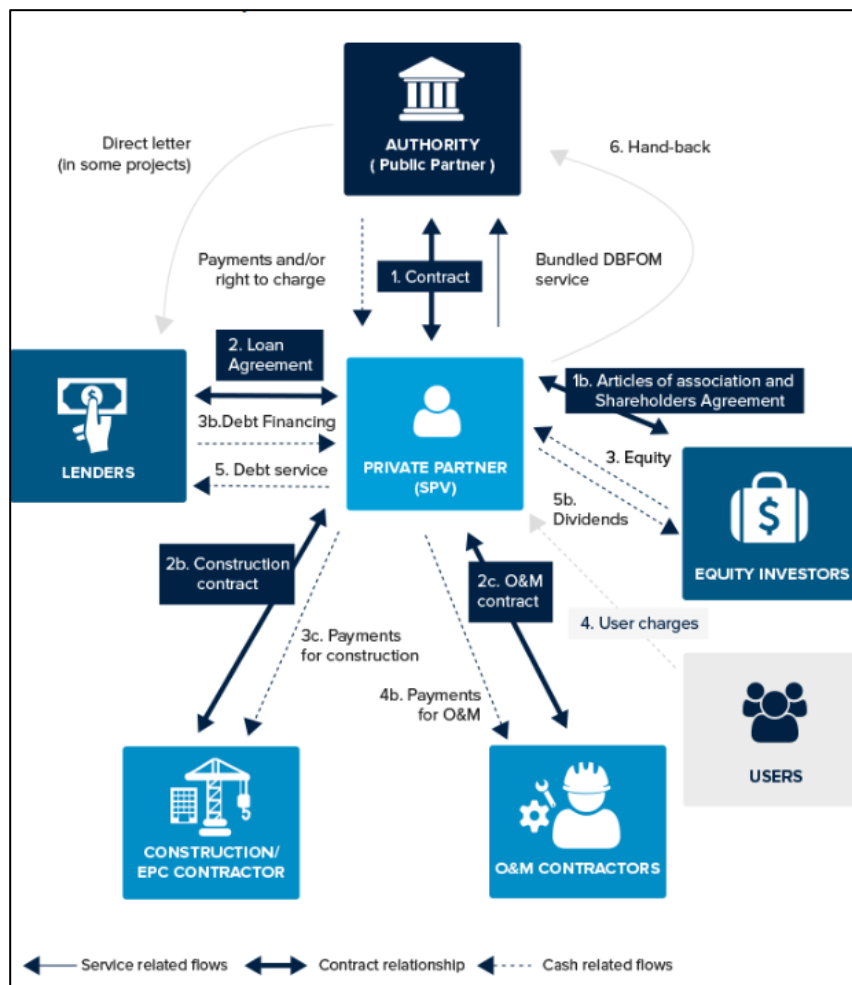 AUTHORITY
( Public Partner )
Direct letter
(in some projects)
6. Hand-back
Payments and/or
right to charge
1. Contract
Bundled DBFOM
service
2. Loan
Agreement
1b. Articles of association and
Shareholders Agreement
3b.Debt Financing
LENDERS
5. Debt service
PRIVATE PARTNER
(SPV)
3. Equity
5b.
Dividends
EQUITY INVESTORS
2b. Construction
contract
2c. O&M
contract
4. User charges
3c. Payments
for construction
4b. Payments
for O&M
USERS
CONSTRUCTION/
EPC CONTRACTOR
O&M CONTRACTORS
Service related flows
Contract relationship
Cash related flows